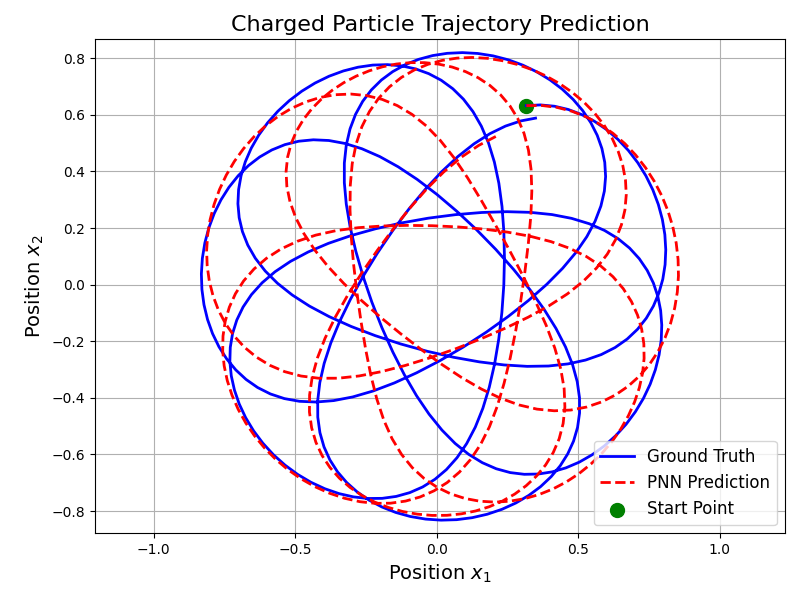 Charged Particle Trajectory Prediction
Position x₂
0.8
0.6
0.4
0.2
0.0
−0.2
−0.4
−0.6
−0.8
−1.0
−0.5
0.0
0.5
1.0
Position x₁
Ground Truth
PNN Prediction
Start Point